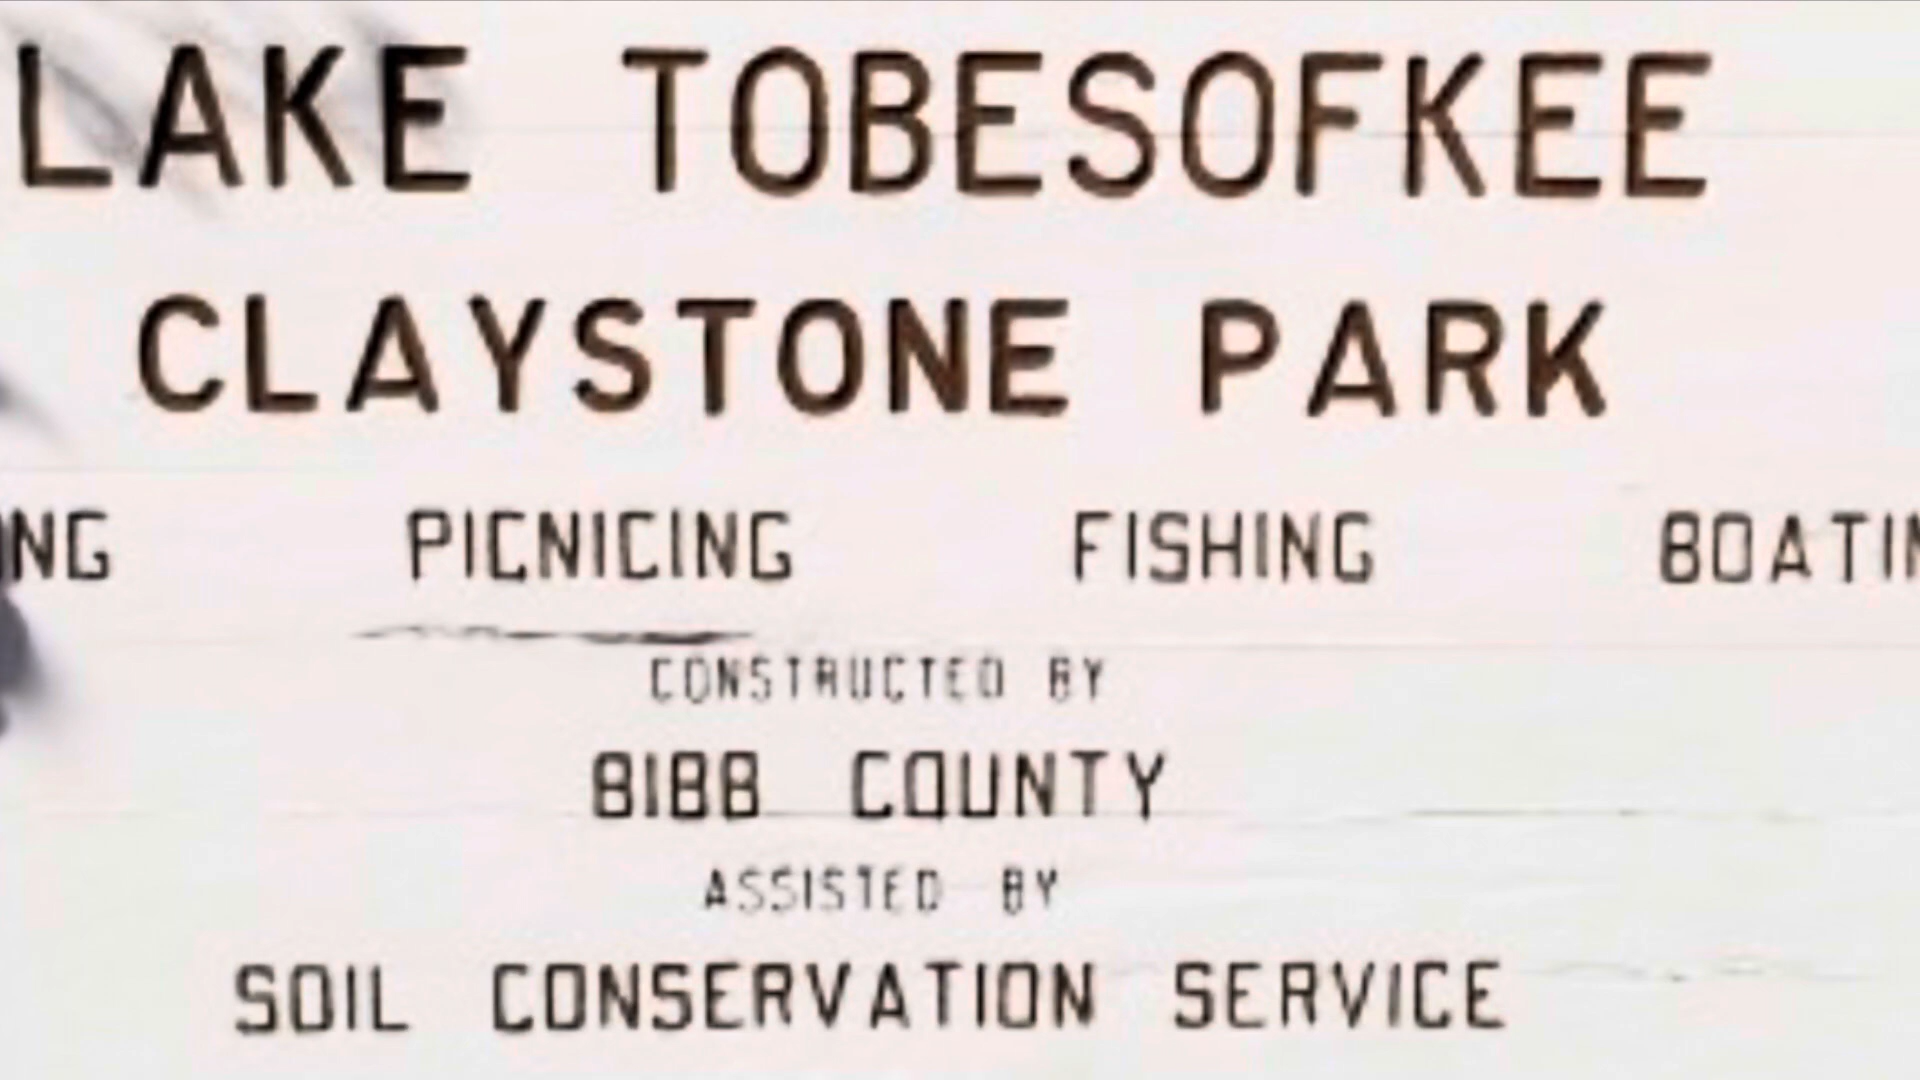 LAKE TOBESOFKEE
CLAYSTONE PARK
PICNICING FISHING
CONSTRUCTED BY
BIBB COUNTY
ASSISTED BY
SOIL CONSERVATION SERVICE